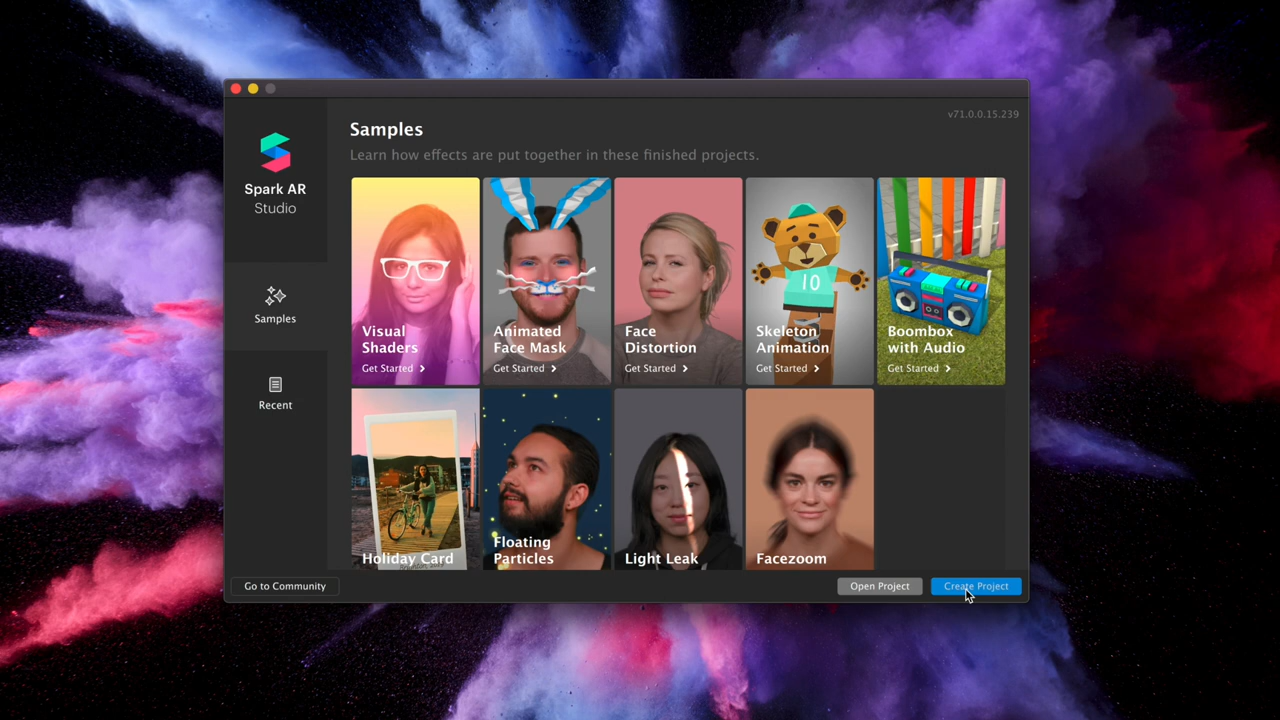 v71.0.0.15.239
Spark AR
Studio
Samples
Recent
Samples
Learn how effects are put together in these finished projects.
Visual
Shaders
Get Started
Animated
Face Mask
Get Started
Face
Distortion
Get Started
10
Skeleton
Animation
Get Started
Boombox
with Audio
Get Started
Holiday Card
Floating
Particles
Light Leak
Facezoom
Go to Community
Open Project
Create Project